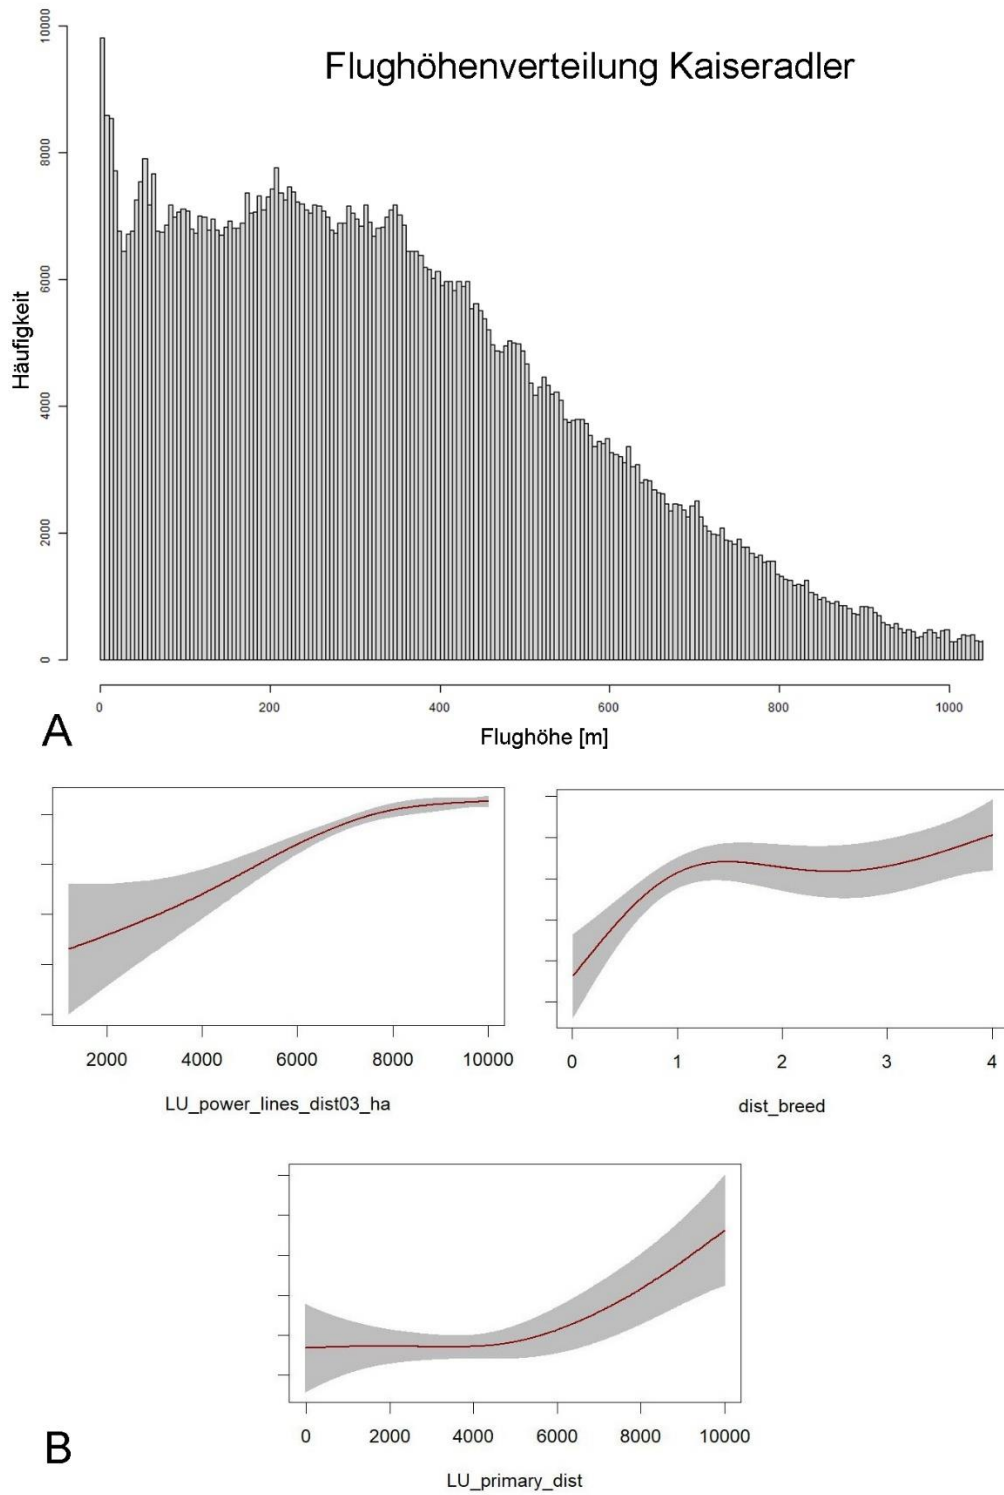 Flughöhenverteilung Kaiseradler
Häufigkeit
10000
8000
6000
4000
2000
0
0 200 400 600 800 1000
Flughöhe [m]
A
2000 4000 6000 8000 10000
LU_power_lines_dist03_ha
0 1 2 3 4
dist_breed
0 2000 4000 6000 8000 10000
LU_primary_dist
B